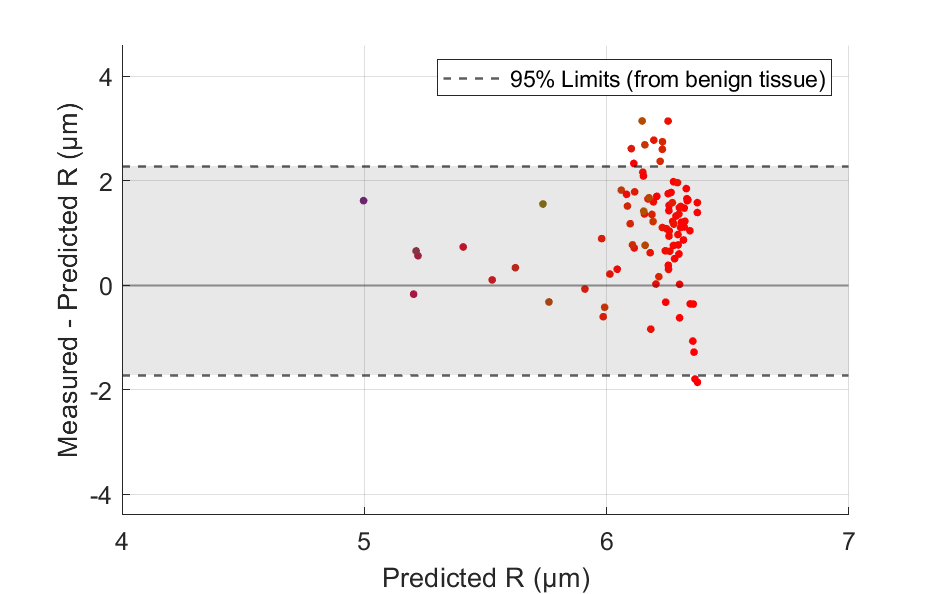 95% Limits (from benign tissue)
Measured - Predicted R (μm)
4
2
0
-2
-4
4 5 6 7
Predicted R (μm)